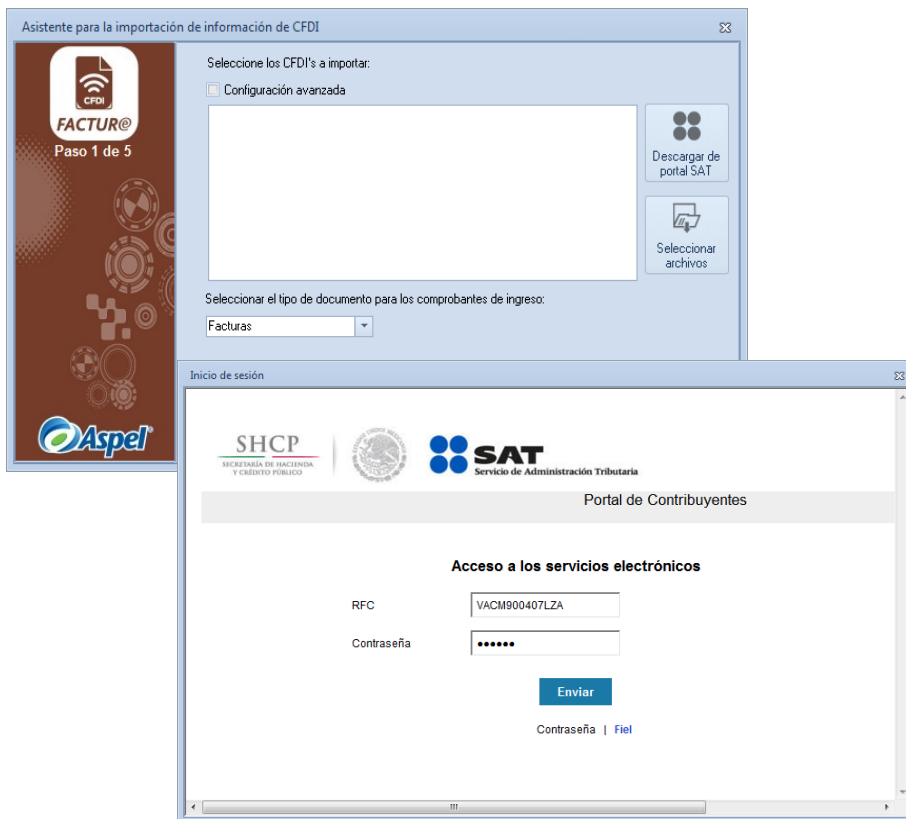 Asistente para la importación de información de CFDI
CFDI
FACTUR@
Paso 1 de 5
Seleccione los CFDI's a importar:
Configuración avanzada
Descargar de
portal SAT
Seleccionar
archivos
Seleccionar el tipo de documento para los comprobantes de ingreso:
Facturas
Aspel
Inicio de sesión
SHCP
SECRETARÍA DE HACIENDA
Y CRÉDITO PÚBLICO
SAT
Servicio de Administración Tributaria
Portal de Contribuyentes
Acceso a los servicios electrónicos
RFC
VACM900407LZA
Contraseña
••••••
Enviar
Contraseña | Fiel